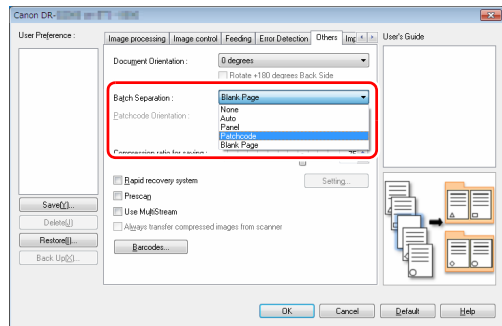 Canon DR-
User Preference :
Image processing
Image control
Feeding
Error Detection
Others
User's Guide
Document Orientation :
0 degrees
Rotate +180 degrees Back Side
Batch Separation :
Blank Page
None
Auto
Panel
Patchcode
Blank Page
Patchcode Orientation :
Compression ratio for saving :
Rapid recovery system
Setting...
Prescan
Use MultiStream
Always transfer compressed images from scanner
Barcodes...
Save(Y)...
Delete(J)
Restore(I)...
Back Up(X)...
OK
Cancel
Default
Help